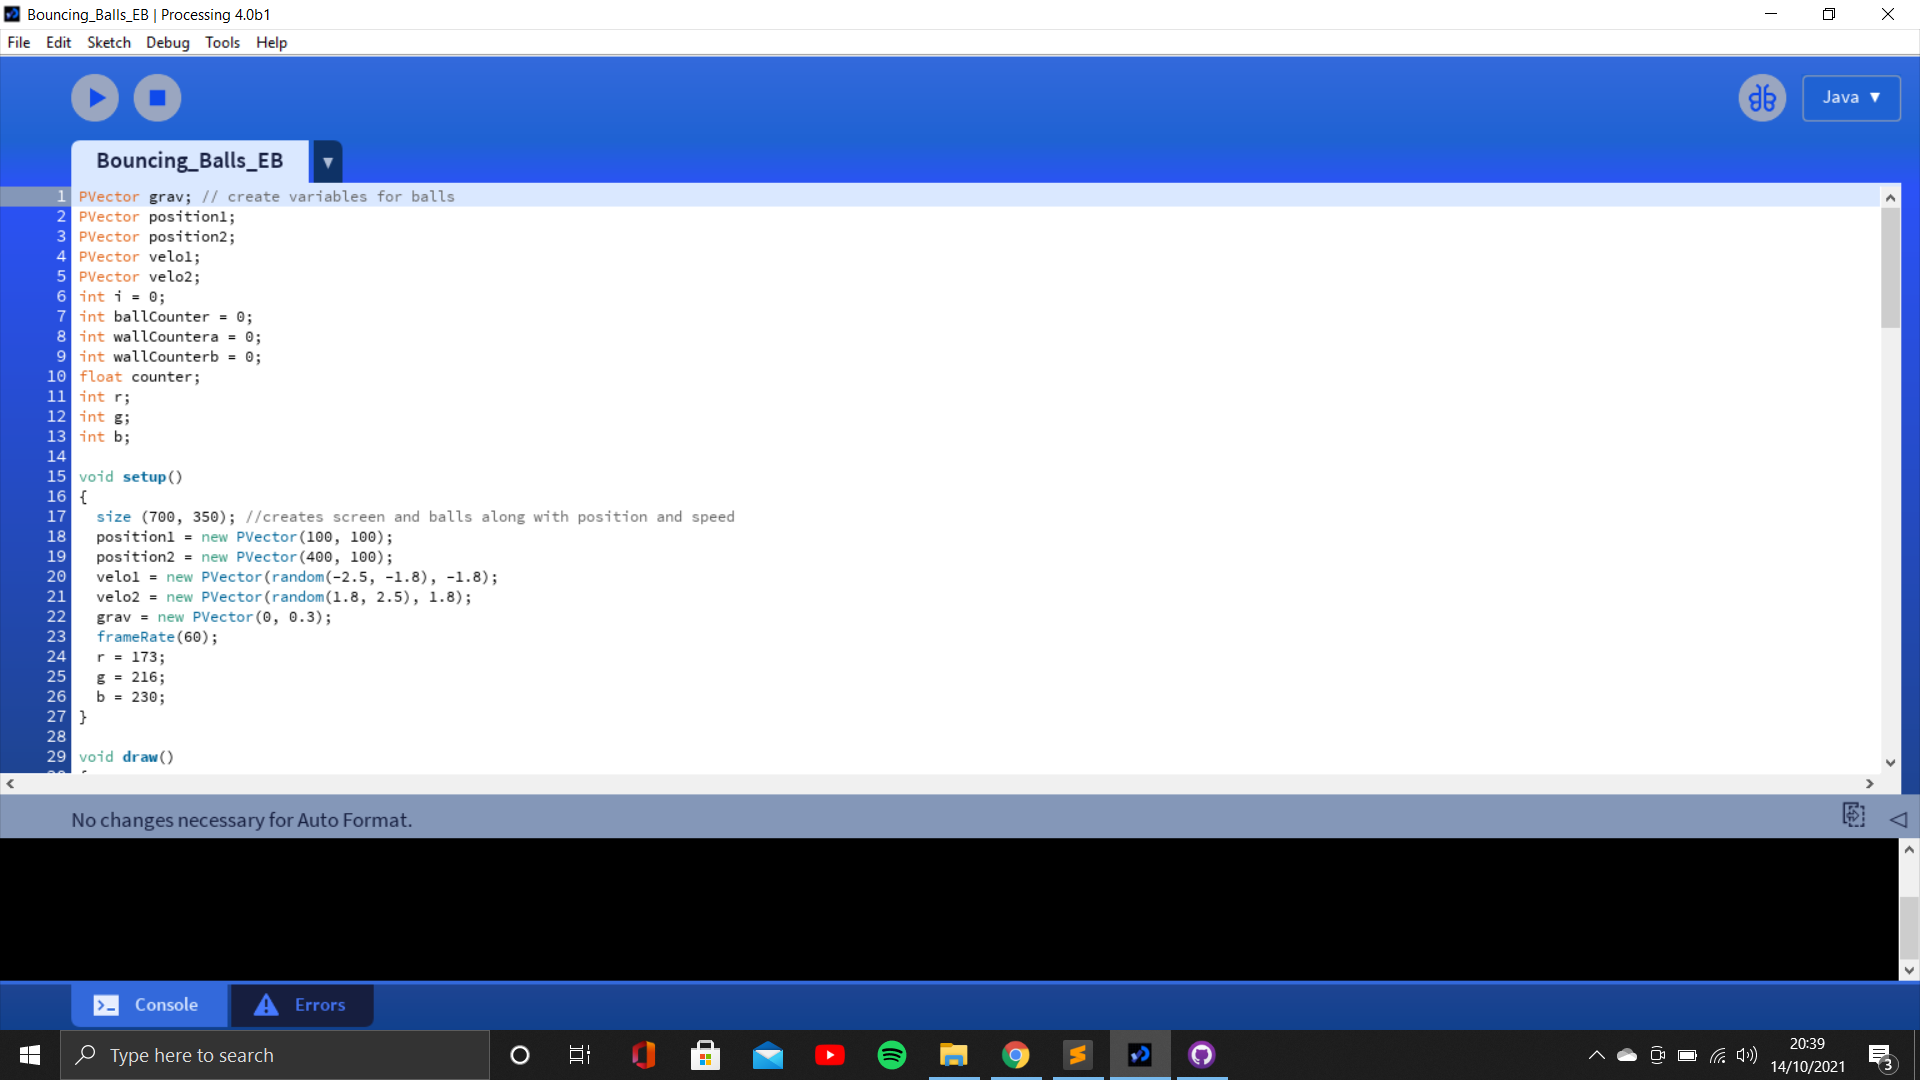 Bouncing_Balls_EB | Processing 4.0b1
File Edit Sketch Debug Tools Help
Java ▼
Bouncing_Balls_EB ▼
1 PVector grav; // create variables for balls
2 PVector position1;
3 PVector position2;
4 PVector velo1;
5 PVector velo2;
6 int i = 0;
7 int ballCounter = 0;
8 int wallCountera = 0;
9 int wallCounterb = 0;
10 float counter;
11 int r;
12 int g;
13 int b;
14
15 void setup()
16 {
17   size (700, 350); //creates screen and balls along with position and speed
18   position1 = new PVector(100, 100);
19   position2 = new PVector(400, 100);
20   velo1 = new PVector(random(-2.5, -1.8), -1.8);
21   velo2 = new PVector(random(1.8, 2.5), 1.8);
22   grav = new PVector(0, 0.3);
23   frameRate(60);
24   r = 173;
25   g = 216;
26   b = 230;
27 }
28
29 void draw()
No changes necessary for Auto Format.
Console Errors
Type here to search
20:39
14/10/2021
3